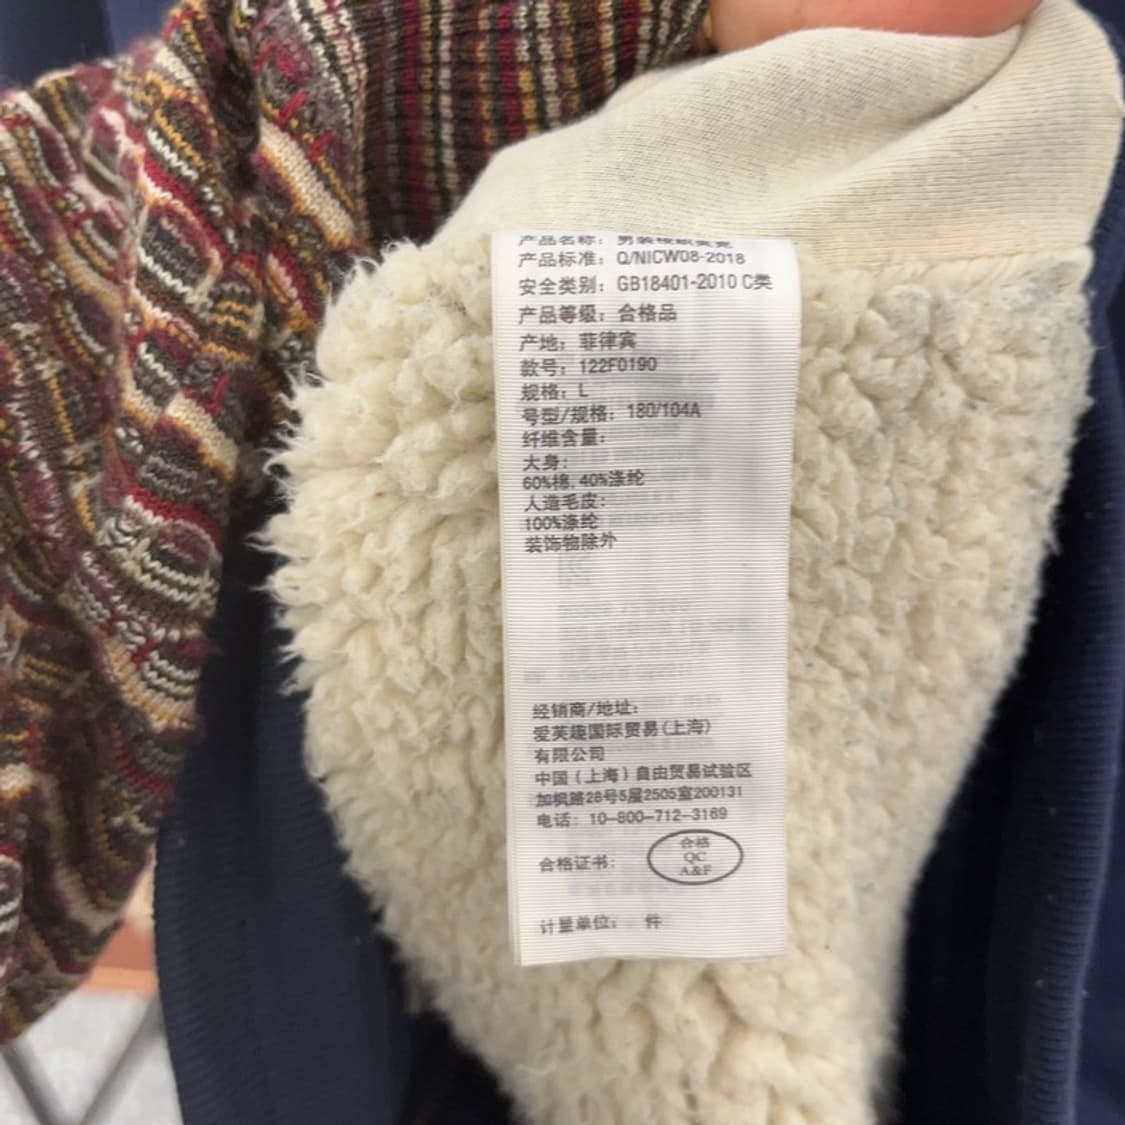 产品名称：男装
产品标准：Q/NICW08-2018
安全类别：GB18401-2010 C类
产品等级：合格品
产地：菲律宾
款号：122F0190
规格：L
号型/规格：180/104A
纤维含量：
大身：
60%棉,40%涤纶
人造毛皮：
100%涤纶
装饰物除外
经销商/地址：
爱芙趣国际贸易(上海)
有限公司
中国(上海)自由贸易试验区
加枫路28号5层2505室200131
电话：10-800-712-3169
合格证书：
合格
QC
A&F
计量单位： 件